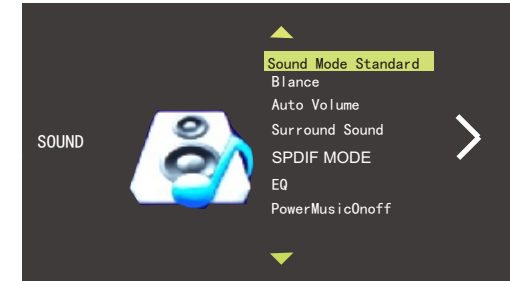 Sound Mode Standard
Blance
Auto Volume
Surround Sound
SOUND
SPDIF MODE
EQ
PowerMusicOnoff